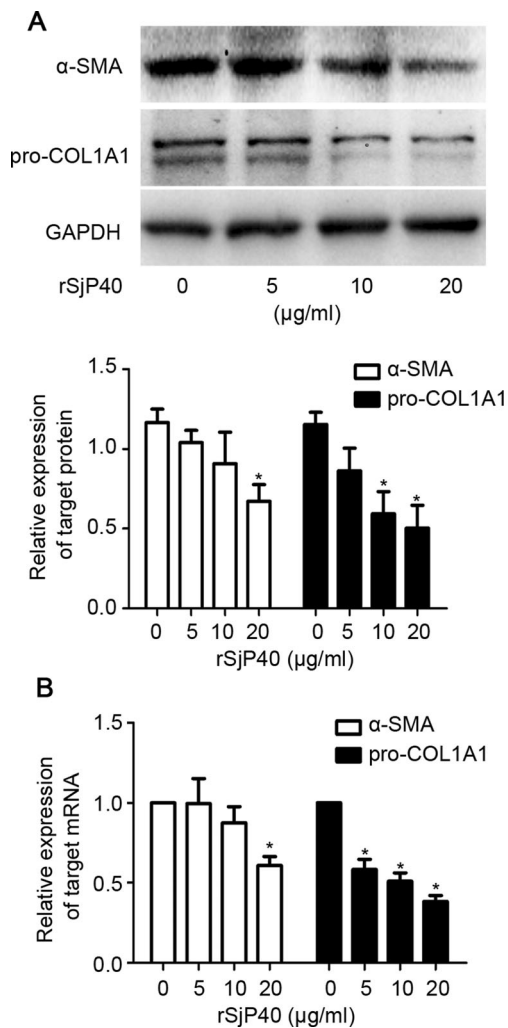 A
α-SMA
pro-COL1A1
GAPDH
rSjP40 0 5 10 20
(µg/ml)
Relative expression
of target protein
1.5
1.0
0.5
0.0
α-SMA
pro-COL1A1
*
* *
0 5 10 20 0 5 10 20
rSjP40 (µg/ml)
B
Relative expression
of target mRNA
1.5
1.0
0.5
0.0
α-SMA
pro-COL1A1
*
* * *
0 5 10 20 0 5 10 20
rSjP40 (µg/ml)